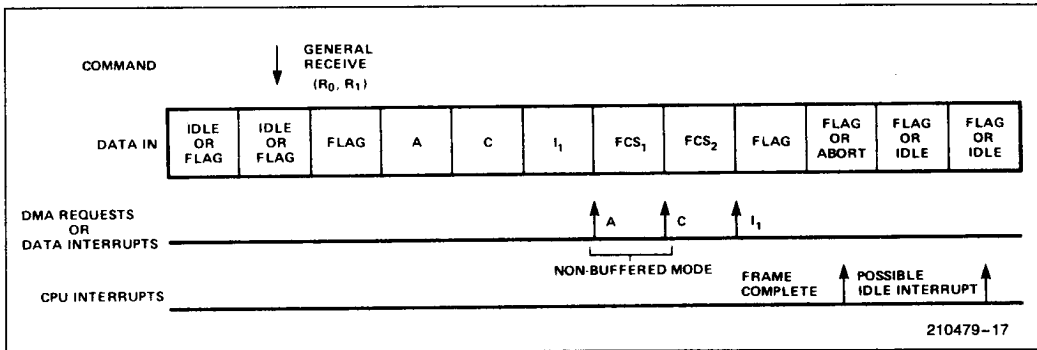 COMMAND
GENERAL
RECEIVE
(R0, R1)
DATA IN
IDLE
OR
FLAG
IDLE
OR
FLAG
FLAG
A
C
I1
FCS1
FCS2
FLAG
FLAG
OR
ABORT
FLAG
OR
IDLE
FLAG
OR
IDLE
DMA REQUESTS
OR
DATA INTERRUPTS
A
C
I1
NON-BUFFERED MODE
CPU INTERRUPTS
FRAME
COMPLETE
POSSIBLE
IDLE INTERRUPT
210479-17